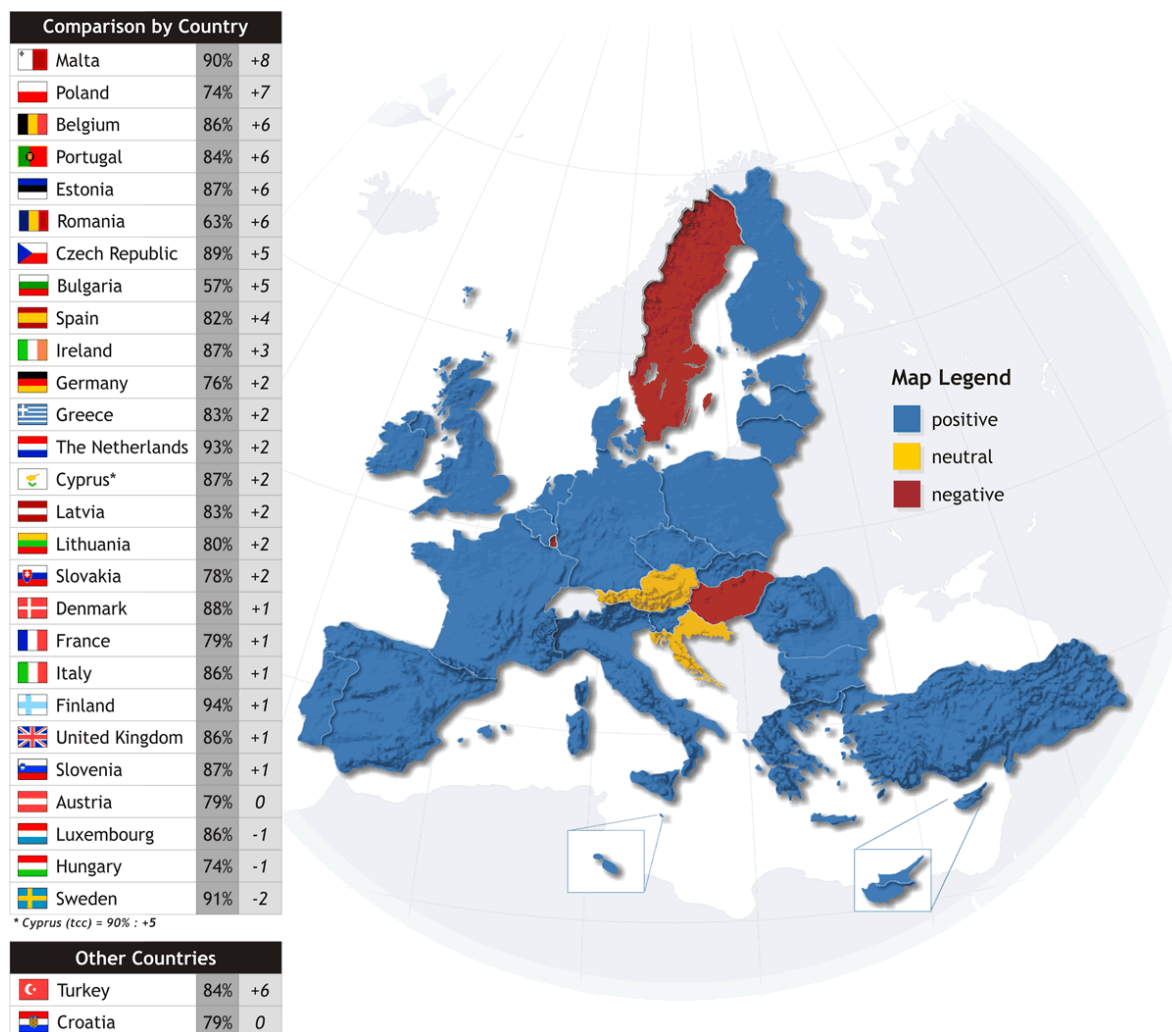 Comparison by Country
Malta 90% +8
Poland 74% +7
Belgium 86% +6
Portugal 84% +6
Estonia 87% +6
Romania 63% +6
Czech Republic 89% +5
Bulgaria 57% +5
Spain 82% +4
Ireland 87% +3
Germany 76% +2
Greece 83% +2
The Netherlands 93% +2
Cyprus* 87% +2
Latvia 83% +2
Lithuania 80% +2
Slovakia 78% +2
Denmark 88% +1
France 79% +1
Italy 86% +1
Finland 94% +1
United Kingdom 86% +1
Slovenia 87% +1
Austria 79% 0
Luxembourg 86% -1
Hungary 74% -1
Sweden 91% -2
* Cyprus (tcc) = 90% : +5
Other Countries
Turkey 84% +6
Croatia 79% 0
Map Legend
positive
neutral
negative